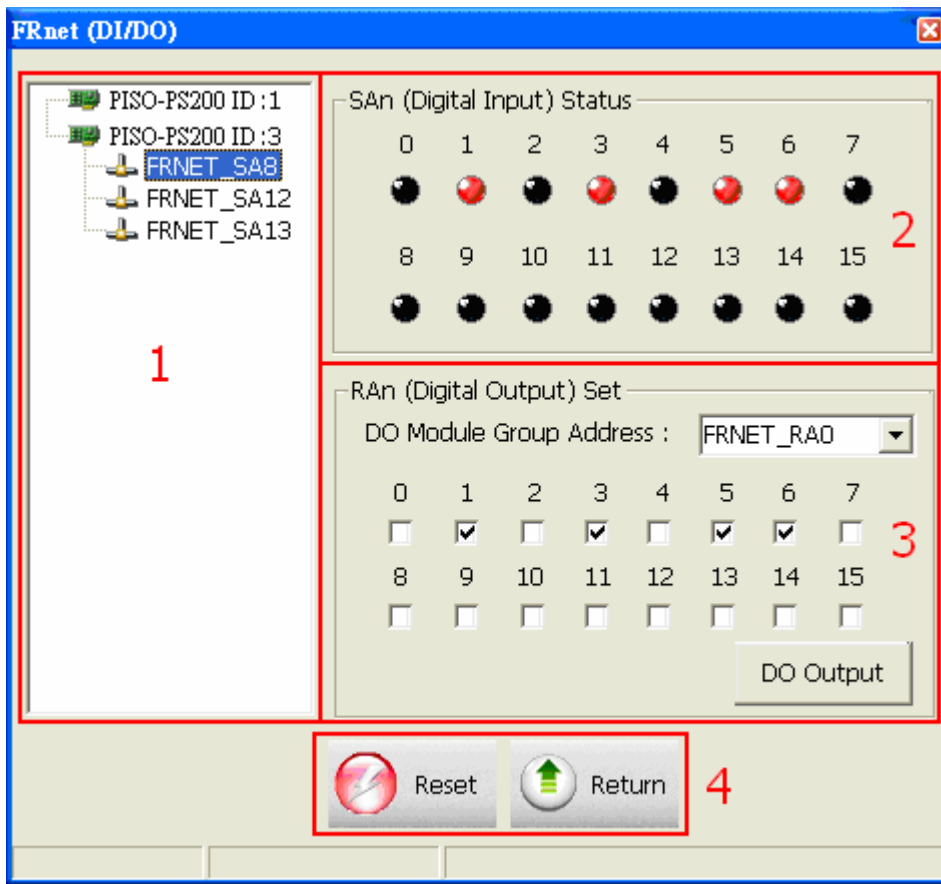 FRnet (DI/DO)
PISO-PS200 ID :1
PISO-PS200 ID :3
FRNET_SA8
FRNET_SA12
FRNET_SA13
1
SAn (Digital Input) Status
0 1 2 3 4 5 6 7
8 9 10 11 12 13 14 15
2
RAn (Digital Output) Set
DO Module Group Address : FRNET_RA0
0 1 2 3 4 5 6 7
8 9 10 11 12 13 14 15
3
DO Output
Reset Return
4